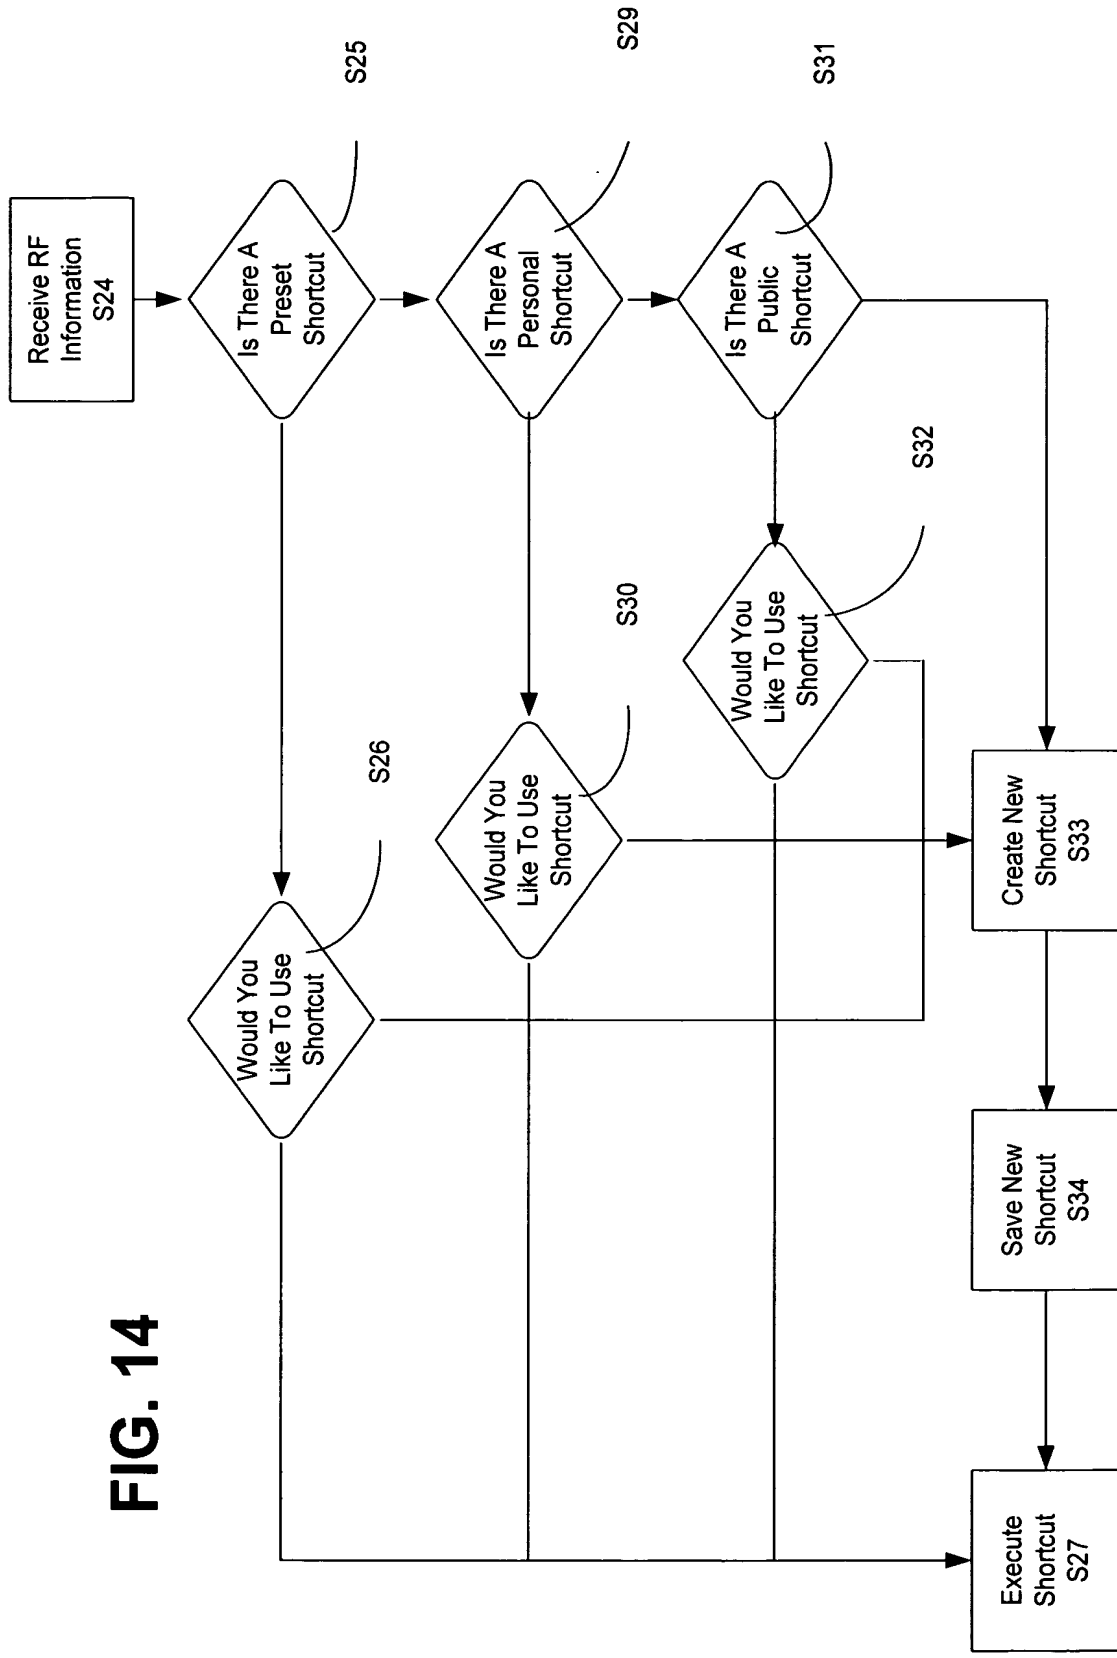 FIG. 14
Receive RF
Information
S24
Is There A
Preset
Shortcut
S25
Would You
Like To Use
Shortcut
S26
Is There A
Personal
Shortcut
S29
Would You
Like To Use
Shortcut
S30
Is There A
Public
Shortcut
S31
Would You
Like To Use
Shortcut
S32
Execute
Shortcut
S27
Save New
Shortcut
S34
Create New
Shortcut
S33